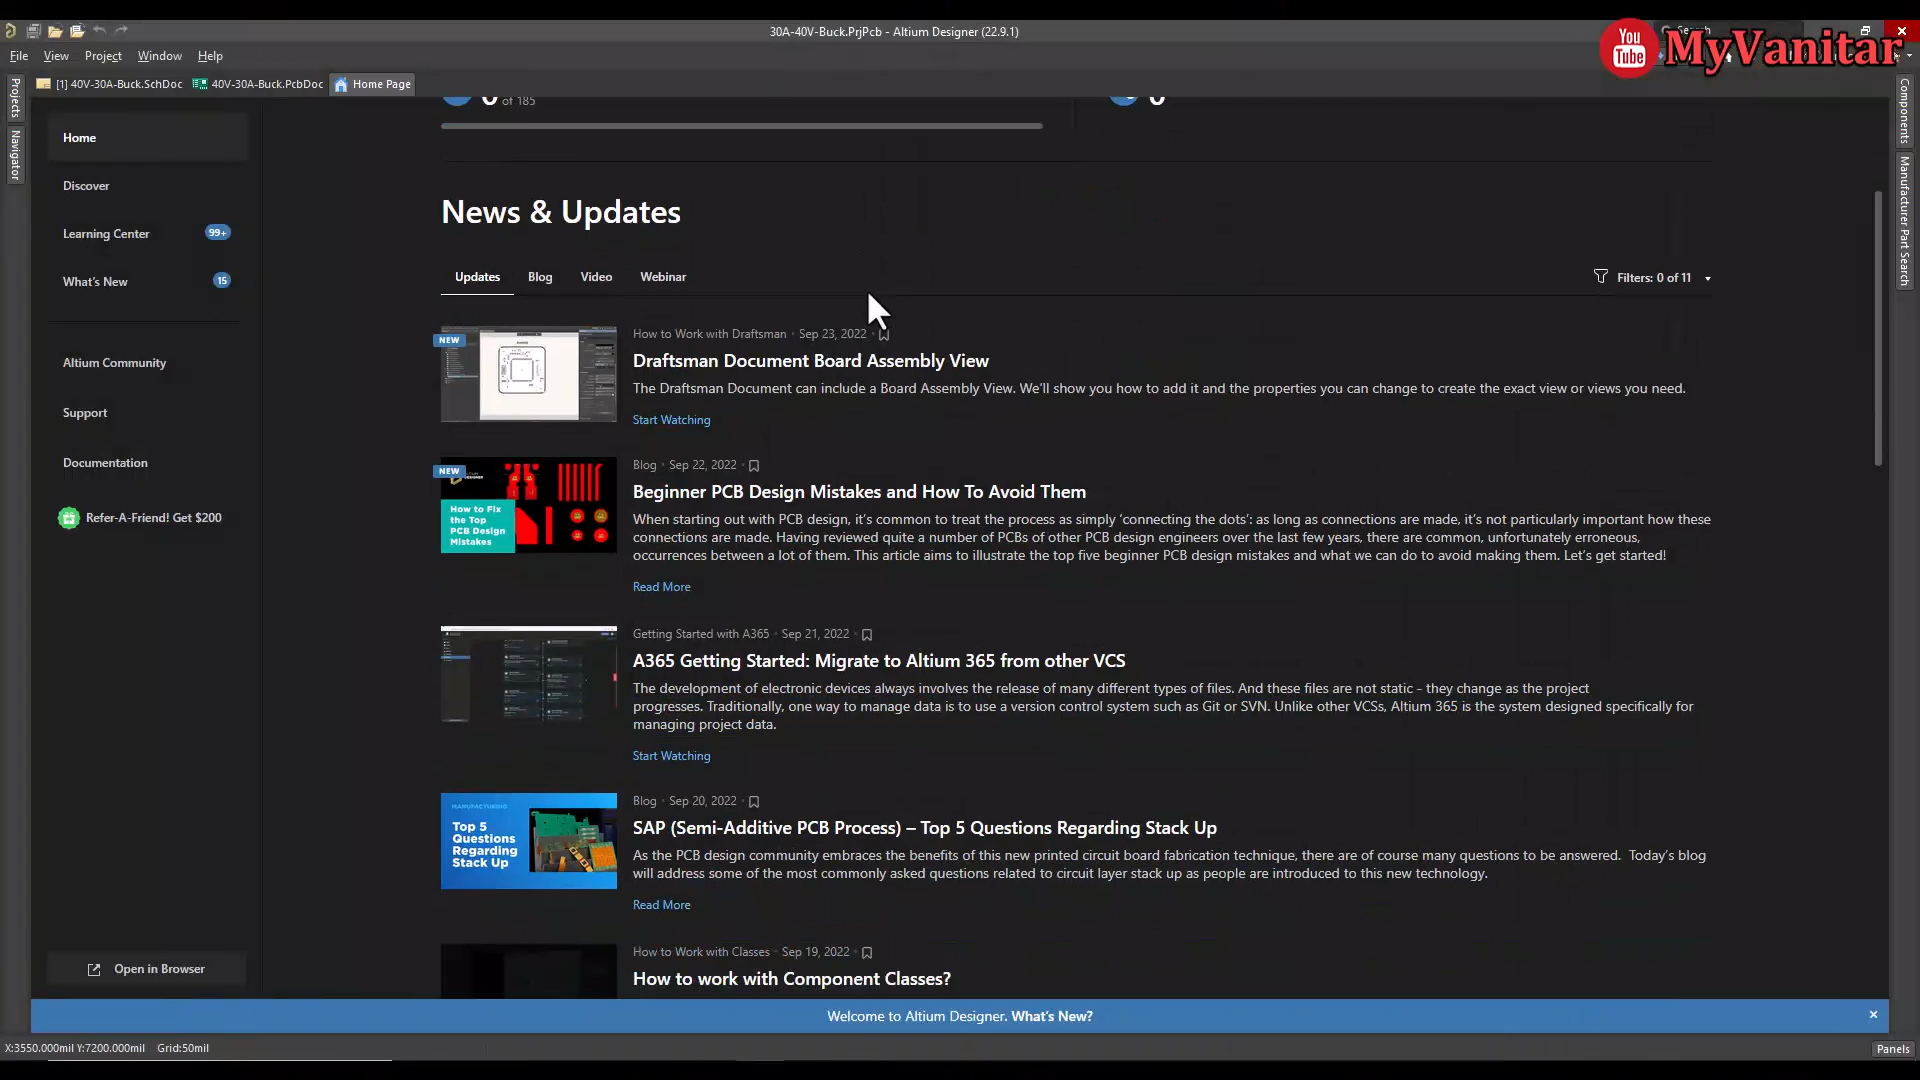 30A-40V-Buck.PrjPcb - Altium Designer (22.9.1)
Search
You
Tube
MyVanitar
File View Project Window Help
[1] 40V-30A-Buck.SchDoc 40V-30A-Buck.PcbDoc Home Page
Projects
Navigator
Components
Manufacturer Part Search
Home
Discover
Learning Center 99+
What's New 15
Altium Community
Support
Documentation
Refer-A-Friend! Get $200
Open in Browser
0 of 185
0
News & Updates
Updates Blog Video Webinar
Filters: 0 of 11
NEW
How to Work with Draftsman · Sep 23, 2022
Draftsman Document Board Assembly View
The Draftsman Document can include a Board Assembly View. We'll show you how to add it and the properties you can change to create the exact view or views you need.
Start Watching
NEW
DESIGNER
How to Fix
the Top
PCB Design
Mistakes
Blog · Sep 22, 2022
Beginner PCB Design Mistakes and How To Avoid Them
When starting out with PCB design, it's common to treat the process as simply 'connecting the dots': as long as connections are made, it's not particularly important how these
connections are made. Having reviewed quite a number of PCBs of other PCB design engineers over the last few years, there are common, unfortunately erroneous,
occurrences between a lot of them. This article aims to illustrate the top five beginner PCB design mistakes and what we can do to avoid making them. Let's get started!
Read More
Getting Started with A365 · Sep 21, 2022
A365 Getting Started: Migrate to Altium 365 from other VCS
The development of electronic devices always involves the release of many different types of files. And these files are not static - they change as the project
progresses. Traditionally, one way to manage data is to use a version control system such as Git or SVN. Unlike other VCSs, Altium 365 is the system designed specifically for
managing project data.
Start Watching
MANUFACTURING
Top 5
Questions
Regarding
Stack Up
Blog · Sep 20, 2022
SAP (Semi-Additive PCB Process) – Top 5 Questions Regarding Stack Up
As the PCB design community embraces the benefits of this new printed circuit board fabrication technique, there are of course many questions to be answered. Today's blog
will address some of the most commonly asked questions related to circuit layer stack up as people are introduced to this new technology.
Read More
How to Work with Classes · Sep 19, 2022
How to work with Component Classes?
Welcome to Altium Designer. What's New?
X:3550.000mil Y:7200.000mil Grid:50mil
Panels